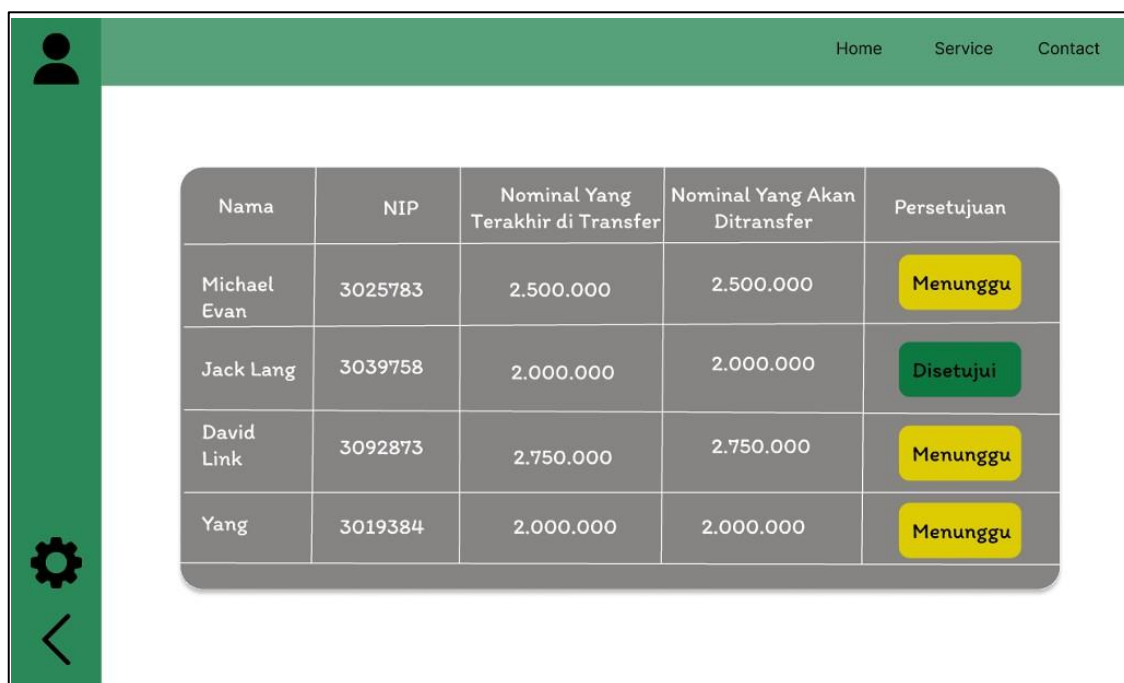 Home Service Contact
Nama NIP Nominal Yang Terakhir di Transfer Nominal Yang Akan Ditransfer Persetujuan
Michael Evan 3025783 2.500.000 2.500.000 Menunggu
Jack Lang 3039758 2.000.000 2.000.000 Disetujui
David Link 3092873 2.750.000 2.750.000 Menunggu
Yang 3019384 2.000.000 2.000.000 Menunggu